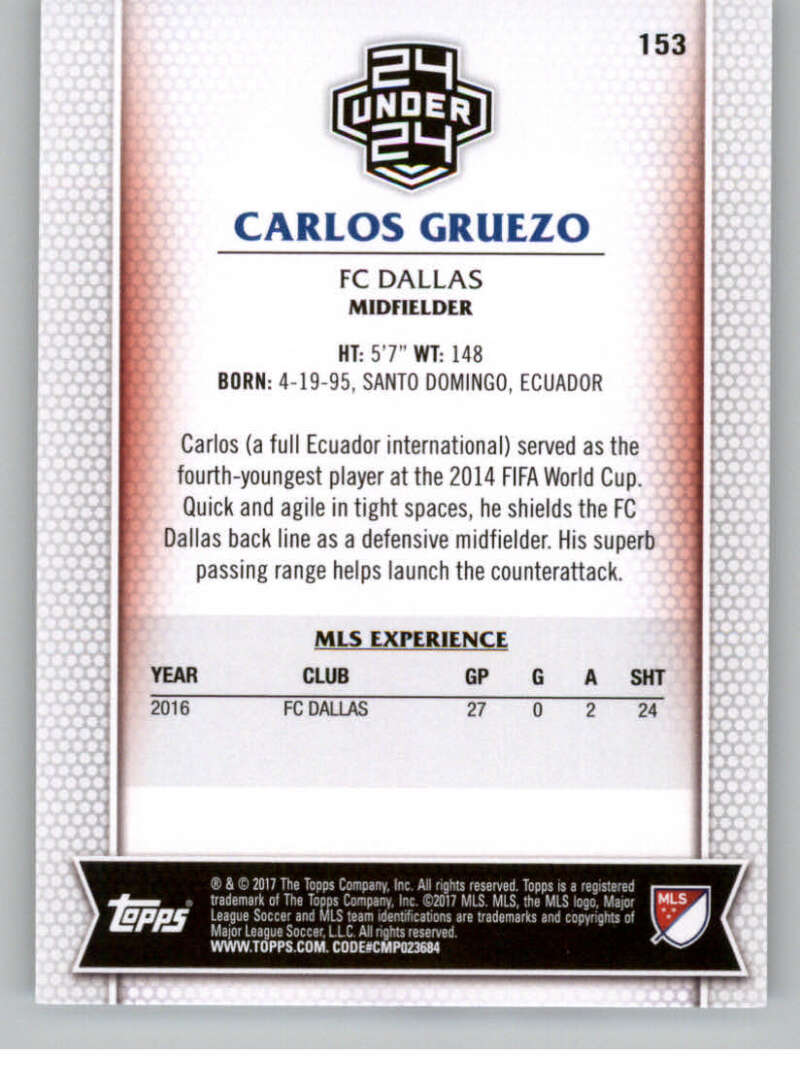 153
24
UNDER
24
CARLOS GRUEZO
FC DALLAS
MIDFIELDER
HT: 5'7" WT: 148
BORN: 4-19-95, SANTO DOMINGO, ECUADOR
Carlos (a full Ecuador international) served as the
fourth-youngest player at the 2014 FIFA World Cup.
Quick and agile in tight spaces, he shields the FC
Dallas back line as a defensive midfielder. His superb
passing range helps launch the counterattack.
MLS EXPERIENCE
YEAR CLUB GP G A SHT
2016 FC DALLAS 27 0 2 24
® & © 2017 The Topps Company, Inc. All rights reserved. Topps is a registered
trademark of The Topps Company, Inc. ©2017 MLS. MLS, the MLS logo, Major
League Soccer and MLS team identifications are trademarks and copyrights of
Major League Soccer, L.L.C. All rights reserved.
WWW.TOPPS.COM. CODE#CMP023684
Topps®
MLS